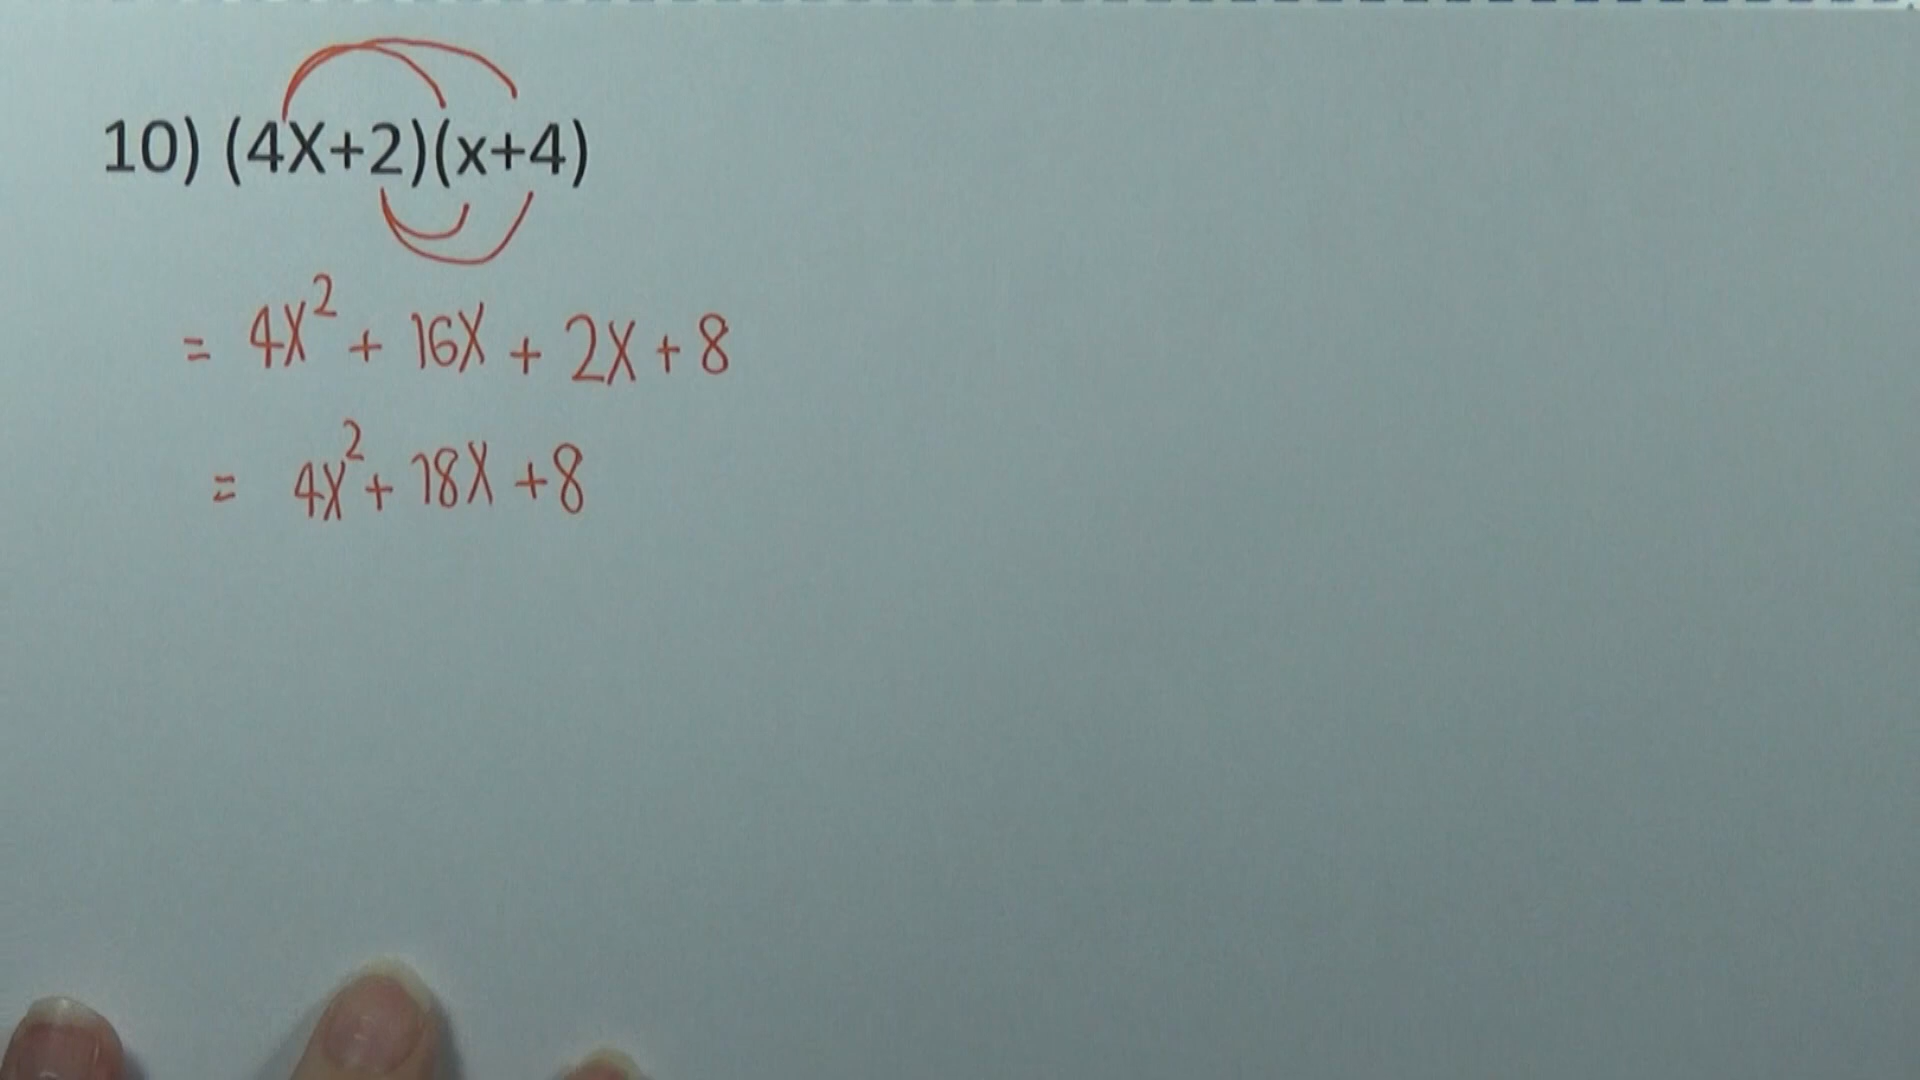 10) (4X+2)(x+4)
= 4X² + 16X + 2X + 8
= 4X² + 18X + 8